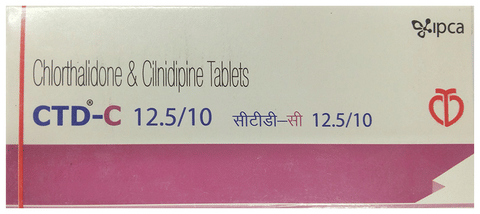 ipca
Chlorthalidone & Cilnidipine Tablets
CTD®-C 12.5/10 सीटीडी–सी 12.5/10